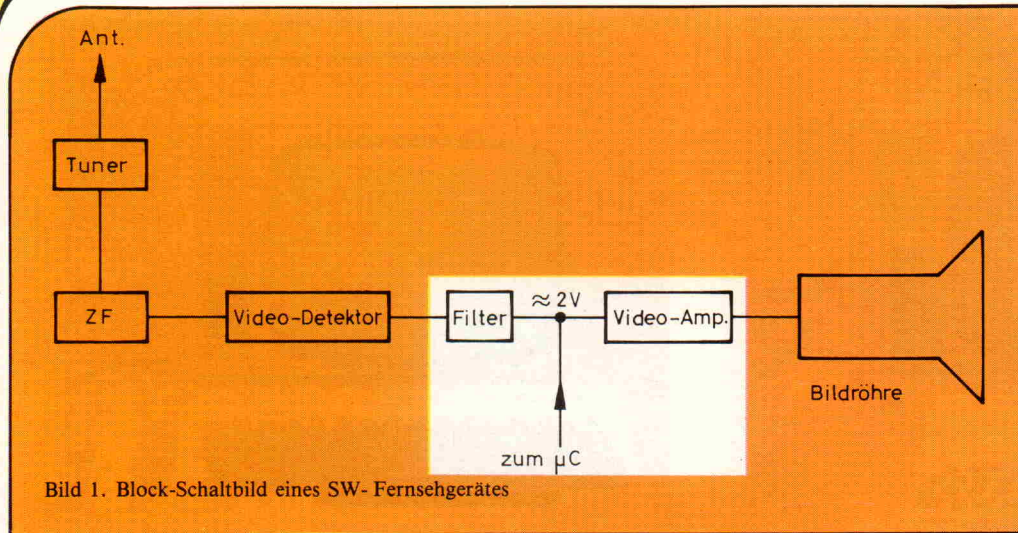 Ant.
Tuner
ZF
Video-Detektor
Filter
≈2V
Video-Amp.
Bildröhre
zum µC
Bild 1. Block-Schaltbild eines SW- Fernsehgerätes